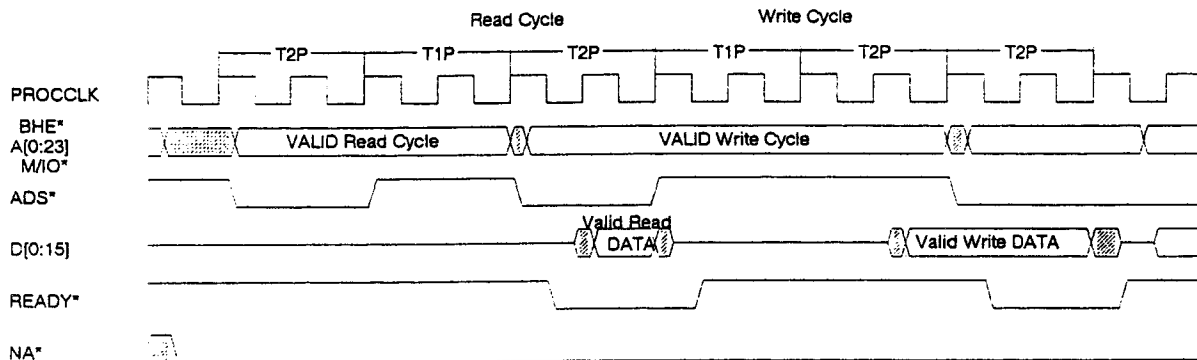 Read Cycle Write Cycle
T2P T1P T2P T1P T2P T2P
PROCCLK
BHE*
A[0:23] VALID Read Cycle VALID Write Cycle
M/IO*
ADS*
Valid Read
D[0:15] DATA Valid Write DATA
READY*
NA*